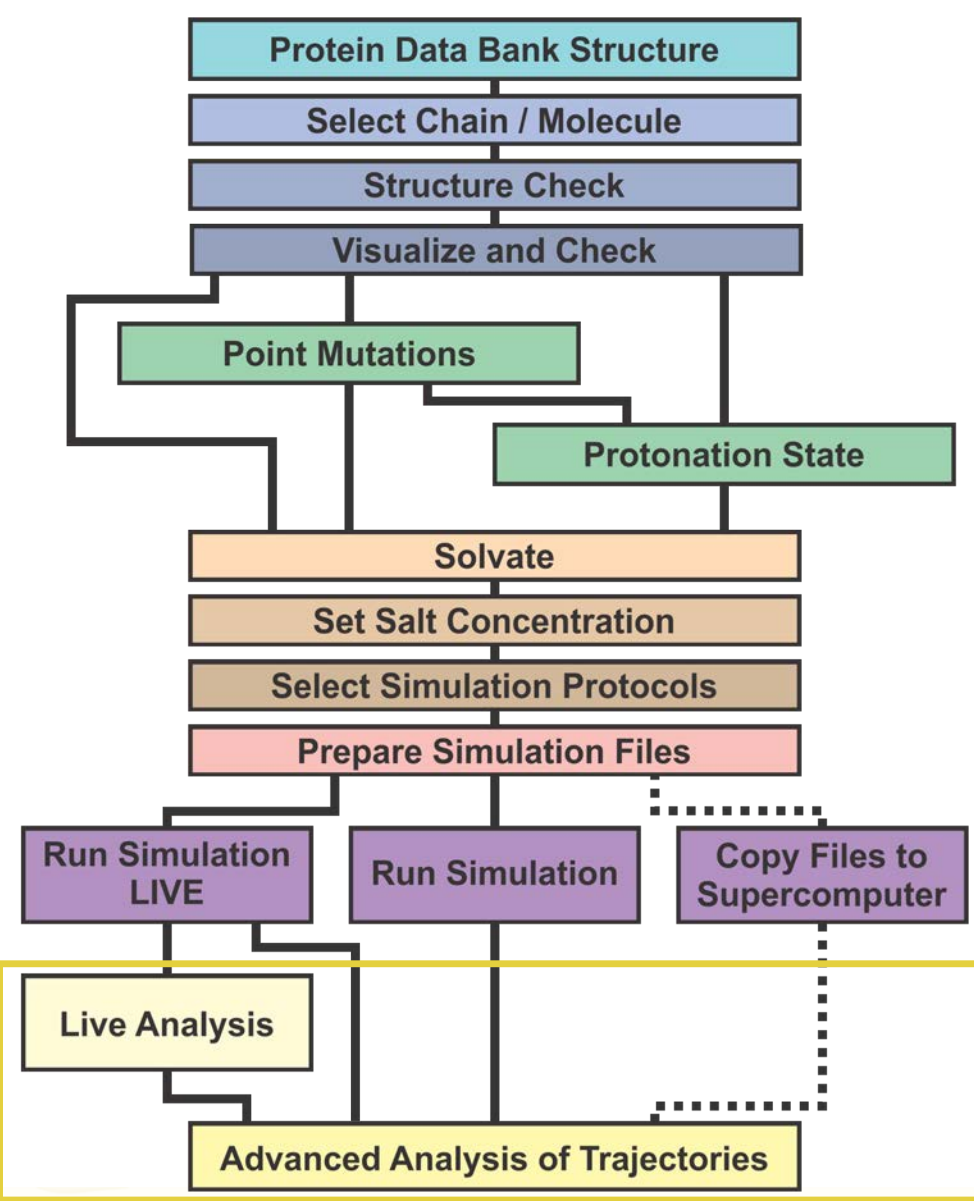 Protein Data Bank Structure
Select Chain / Molecule
Structure Check
Visualize and Check
Point Mutations
Protonation State
Solvate
Set Salt Concentration
Select Simulation Protocols
Prepare Simulation Files
Run Simulation
LIVE
Run Simulation
Copy Files to
Supercomputer
Live Analysis
Advanced Analysis of Trajectories